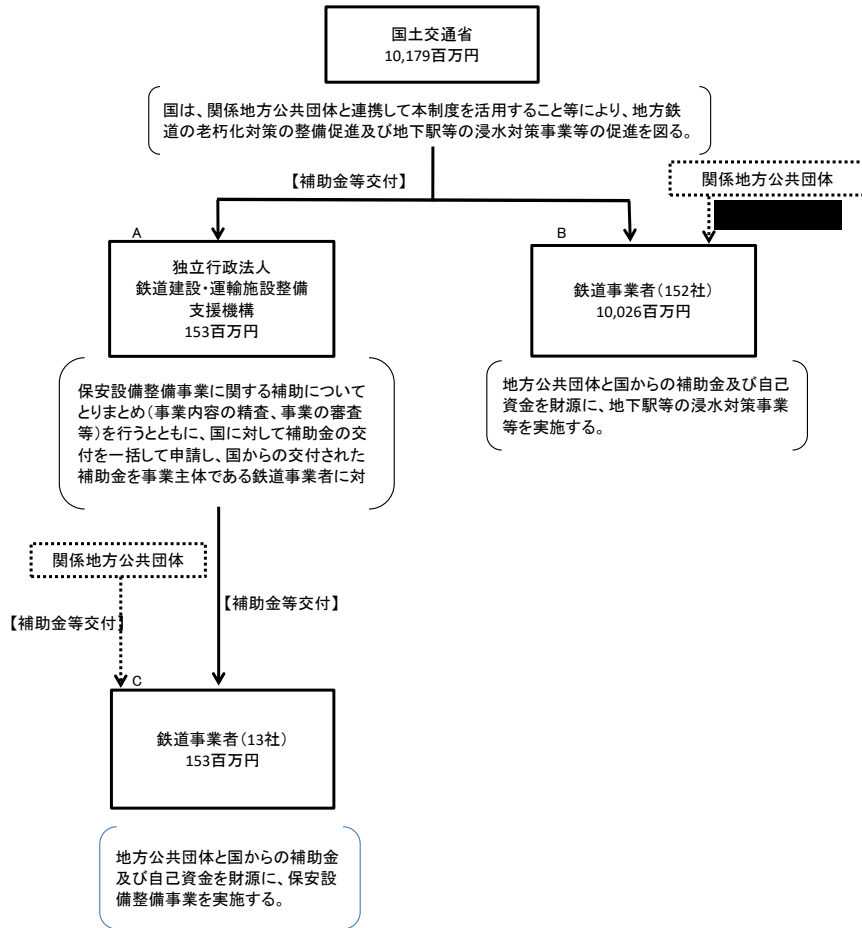 国土交通省
10,179百万円
国は、関係地方公共団体と連携して本制度を活用すること等により、地方鉄
道の老朽化対策の整備促進及び地下駅等の浸水対策事業等の促進を図る。
【補助金等交付】
関係地方公共団体
A
独立行政法人
鉄道建設・運輸施設整備
支援機構
153百万円
B
鉄道事業者(152社)
10,026百万円
保安設備整備事業に関する補助について
とりまとめ(事業内容の精査、事業の審査
等)を行うとともに、国に対して補助金の交
付を一括して申請し、国からの交付された
補助金を事業主体である鉄道事業者に対
地方公共団体と国からの補助金及び自己
資金を財源に、地下駅等の浸水対策事業
等を実施する。
関係地方公共団体
【補助金等交付】
【補助金等交付】
C
鉄道事業者(13社)
153百万円
地方公共団体と国からの補助金
及び自己資金を財源に、保安設
備整備事業を実施する。